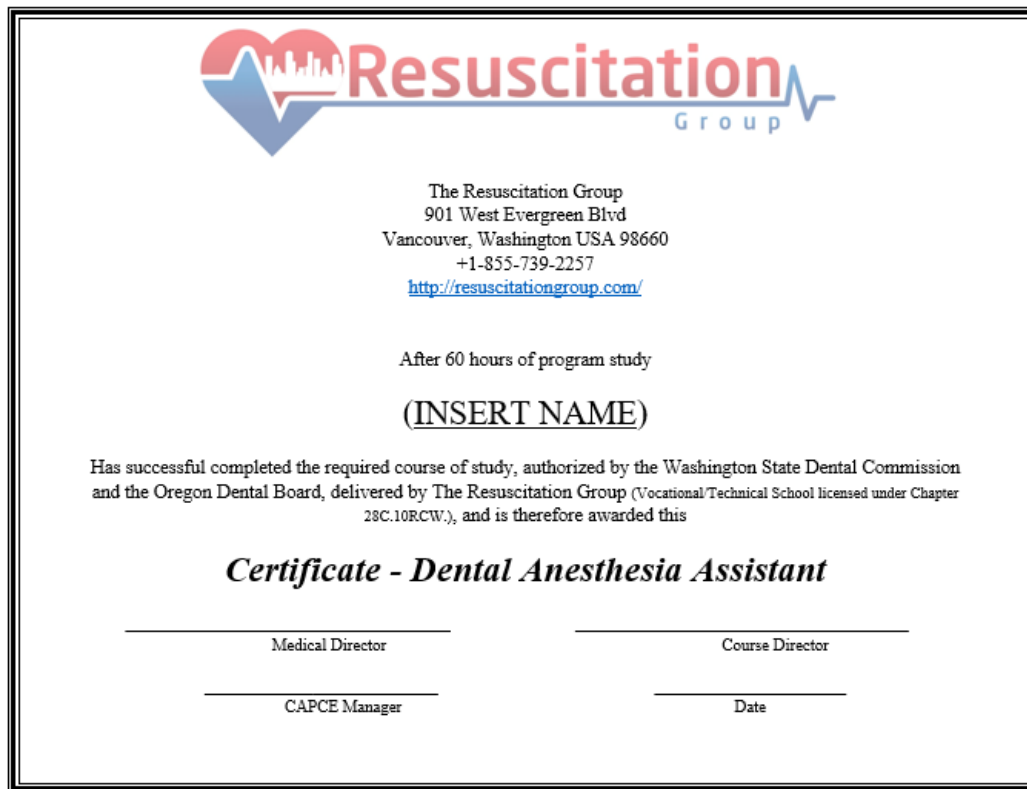 Resuscitation
Group
The Resuscitation Group
901 West Evergreen Blvd
Vancouver, Washington USA 98660
+1-855-739-2257
http://resuscitationgroup.com/
After 60 hours of program study
(INSERT NAME)
Has successful completed the required course of study, authorized by the Washington State Dental Commission
and the Oregon Dental Board, delivered by The Resuscitation Group (Vocational/Technical School licensed under Chapter
28C.10RCW.), and is therefore awarded this
Certificate - Dental Anesthesia Assistant
Medical Director Course Director
CAPCE Manager Date